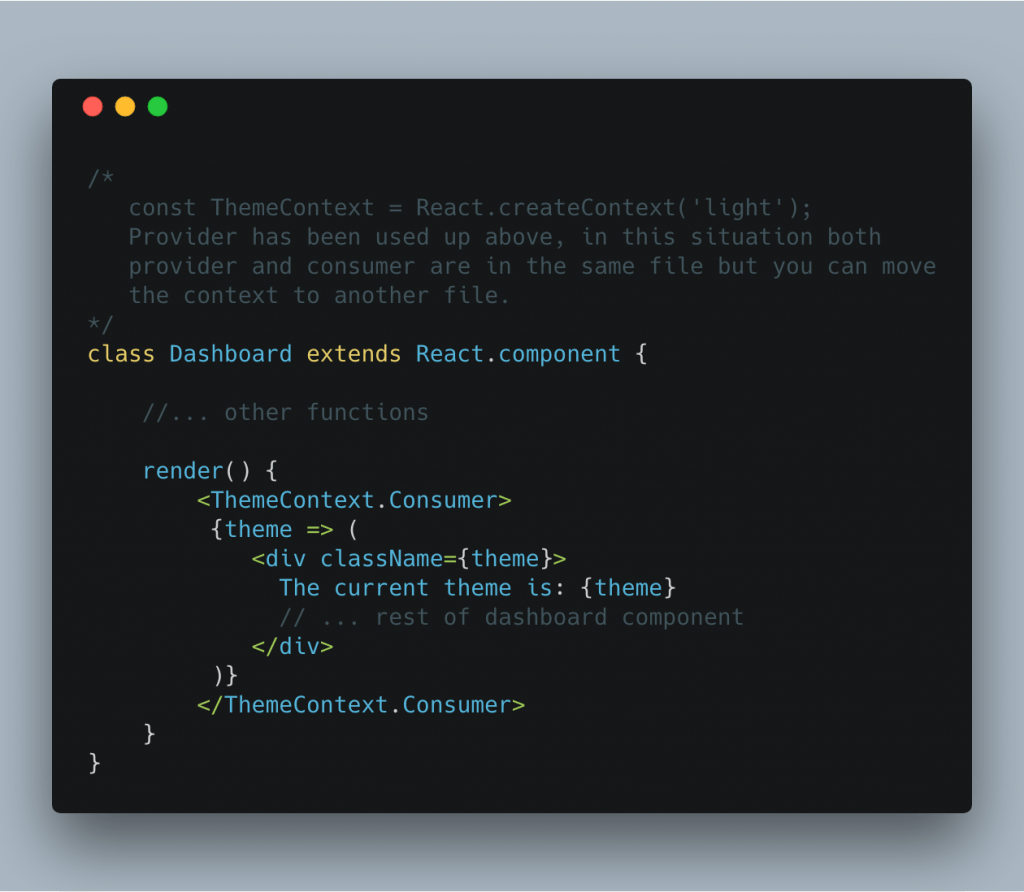 /*
const ThemeContext = React.createContext('light');
Provider has been used up above, in this situation both
provider and consumer are in the same file but you can move
the context to another file.
*/
class Dashboard extends React.component {
//... other functions
render() {
<ThemeContext.Consumer>
{theme => (
<div className={theme}>
The current theme is: {theme}
// ... rest of dashboard component
</div>
)}
</ThemeContext.Consumer>
}
}